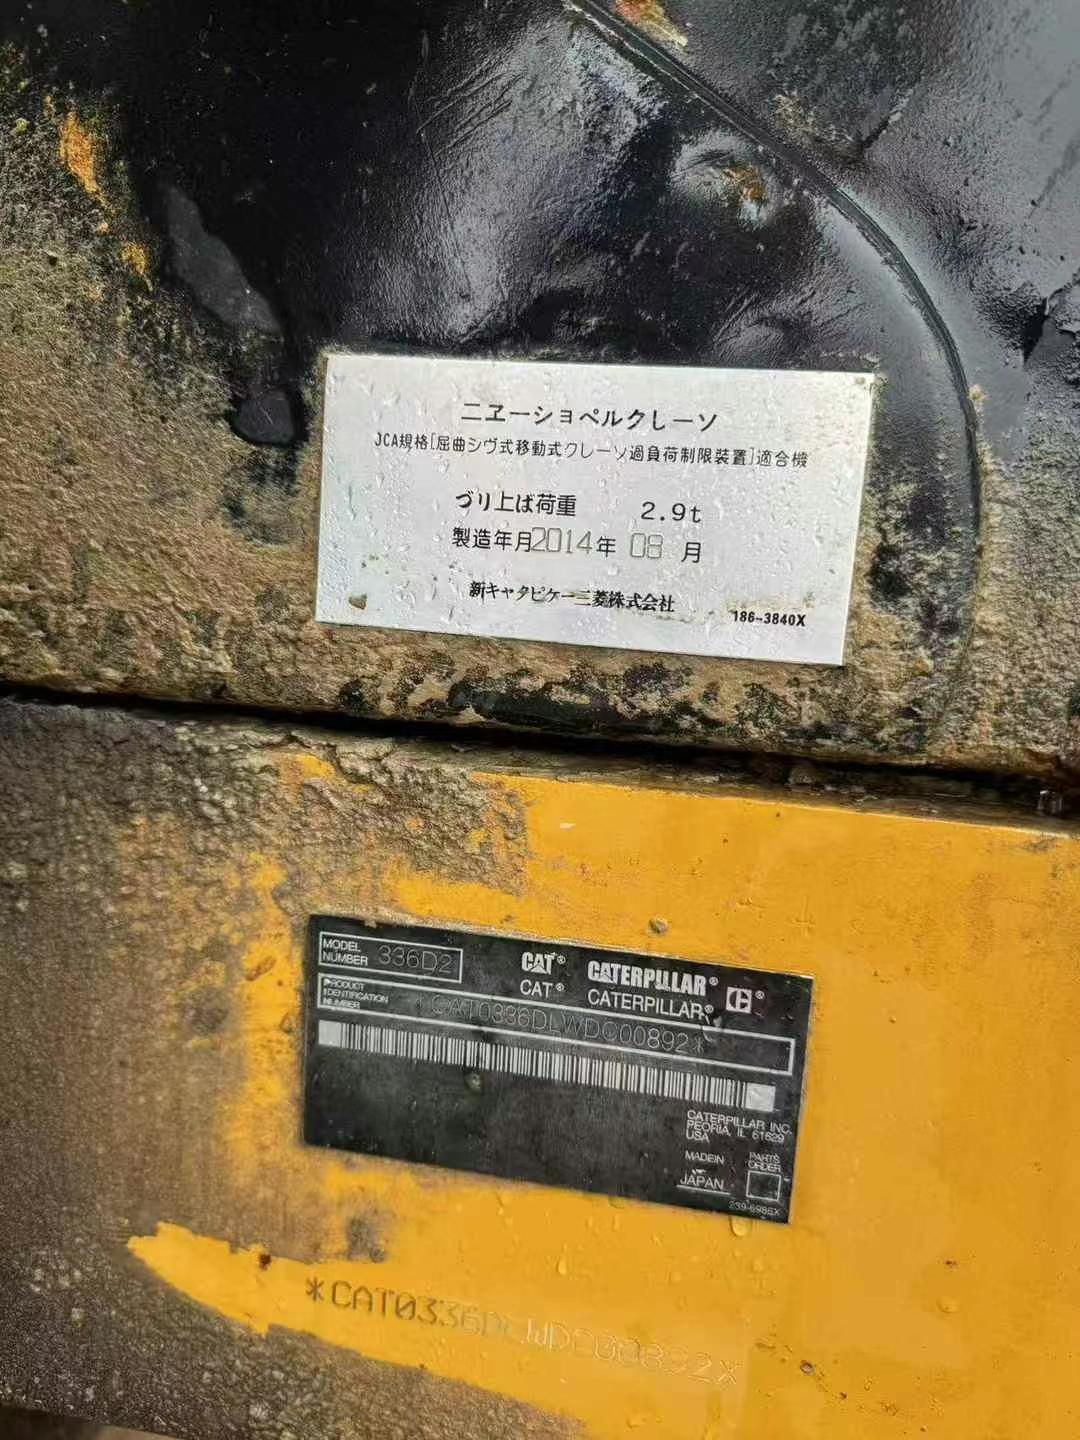 二ヱーショペルクレーソ
JCA規格[屈曲シヴ式移動式クレーソ過負荷制限装置]適合機
づり上ば荷重 2.9t
製造年月2014年 08 月
新キャタピケー三菱株式会社
186-3840X
MODEL NUMBER 336D2
CAT® CATERPILLAR® ®
CAT® CATERPILLAR®
PRODUCT IDENTIFICATION NUMBER *CAT0336DLWDC00892*
CATERPILLAR INC.
PEORIA, IL 61629
USA
MADE IN JAPAN
PARTS ORDER
239-6986X
*CAT0336DLWDC00892*